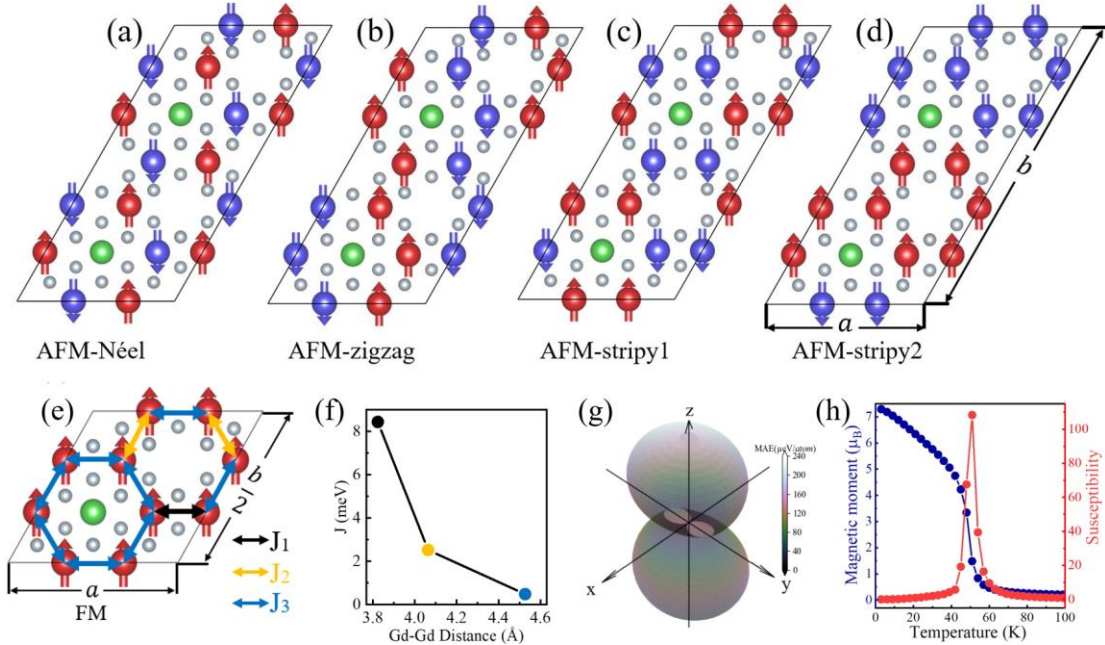 (a)
(b)
(c)
(d)
b
a
AFM-Néel
AFM-zigzag
AFM-stripy1
AFM-stripy2
(e)
b
2
J₁
J₂
J₃
a
FM
(f)
J (meV)
8
6
4
2
0
3.8
4.0
4.2
4.4
4.6
Gd-Gd Distance (Å)
(g)
z
x
y
MAE(μeV/atom)
240
200
160
120
80
40
0
(h)
Magnetic moment (μB)
7
6
5
4
3
2
1
0
0
20
40
60
80
100
Temperature (K)
100
80
60
40
20
0
Susceptibility